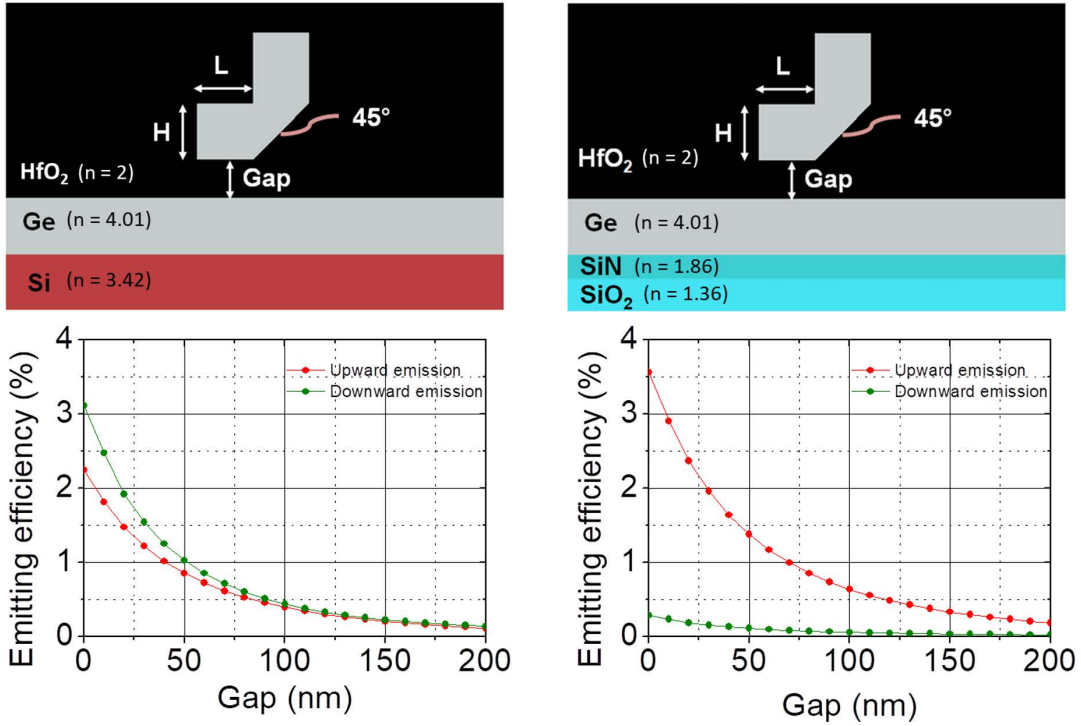 L
H
45°
HfO₂ (n = 2)
Gap
Ge (n = 4.01)
Si (n = 3.42)
L
H
45°
HfO₂ (n = 2)
Gap
Ge (n = 4.01)
SiN (n = 1.86)
SiO₂ (n = 1.36)
Emitting efficiency (%)
4
3
2
1
0
Upward emission
Downward emission
0 50 100 150 200
Gap (nm)
Emitting efficiency (%)
4
3
2
1
0
Upward emission
Downward emission
0 50 100 150 200
Gap (nm)